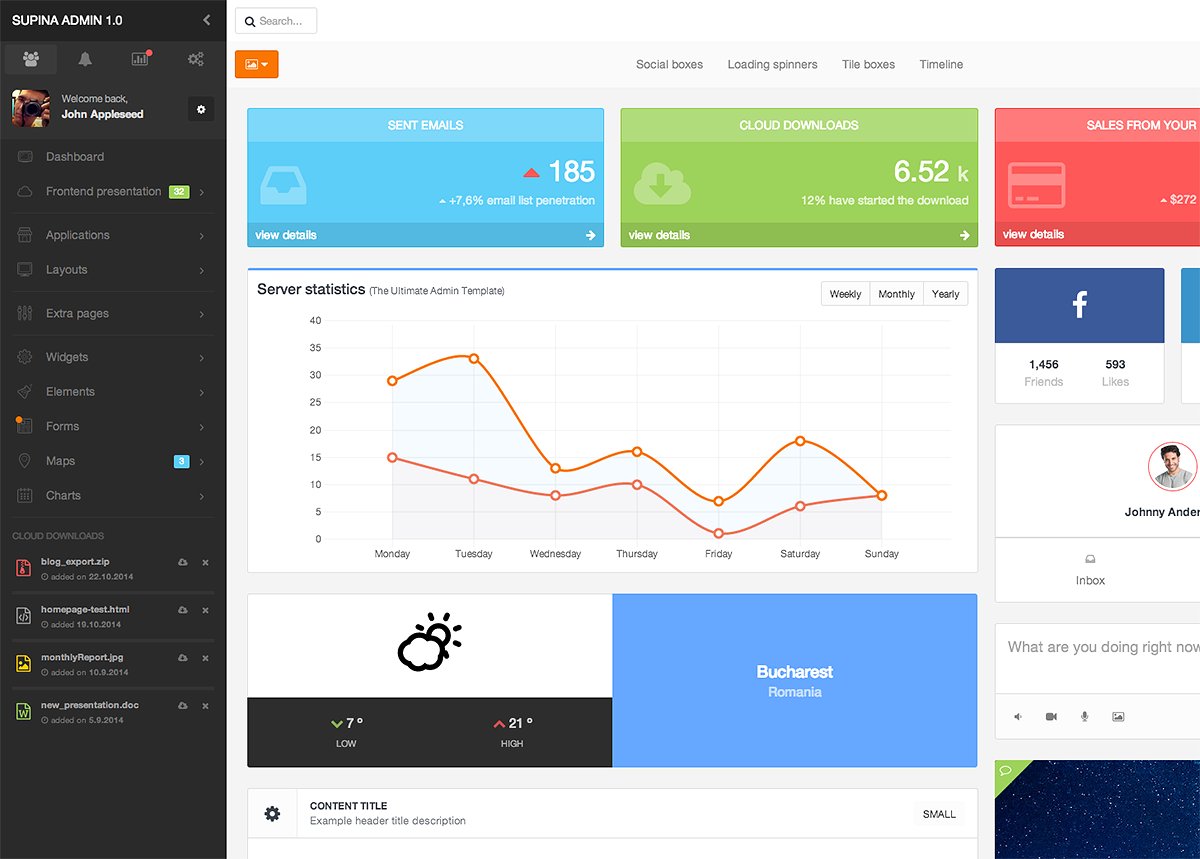 SUPINA ADMIN 1.0
Search...
Social boxes
Loading spinners
Tile boxes
Timeline
Welcome back,
John Appleseed
Dashboard
Frontend presentation 32
Applications
Layouts
Extra pages
Widgets
Elements
Forms
Maps 3
Charts
CLOUD DOWNLOADS
blog_export.zip
added on 22.10.2014
homepage-test.html
added 19.10.2014
monthlyReport.jpg
added on 10.9.2014
new_presentation.doc
added on 5.9.2014
SENT EMAILS
185
+7,6% email list penetration
view details
CLOUD DOWNLOADS
6.52 k
12% have started the download
view details
SALES FROM YOUR
$272
view details
Server statistics (The Ultimate Admin Template)
Weekly
Monthly
Yearly
40
35
30
25
20
15
10
5
0
Monday
Tuesday
Wednesday
Thursday
Friday
Saturday
Sunday
1,456
Friends
593
Likes
Johnny Ander
Inbox
What are you doing right now
7 °
LOW
21 °
HIGH
Bucharest
Romania
CONTENT TITLE
Example header title description
SMALL